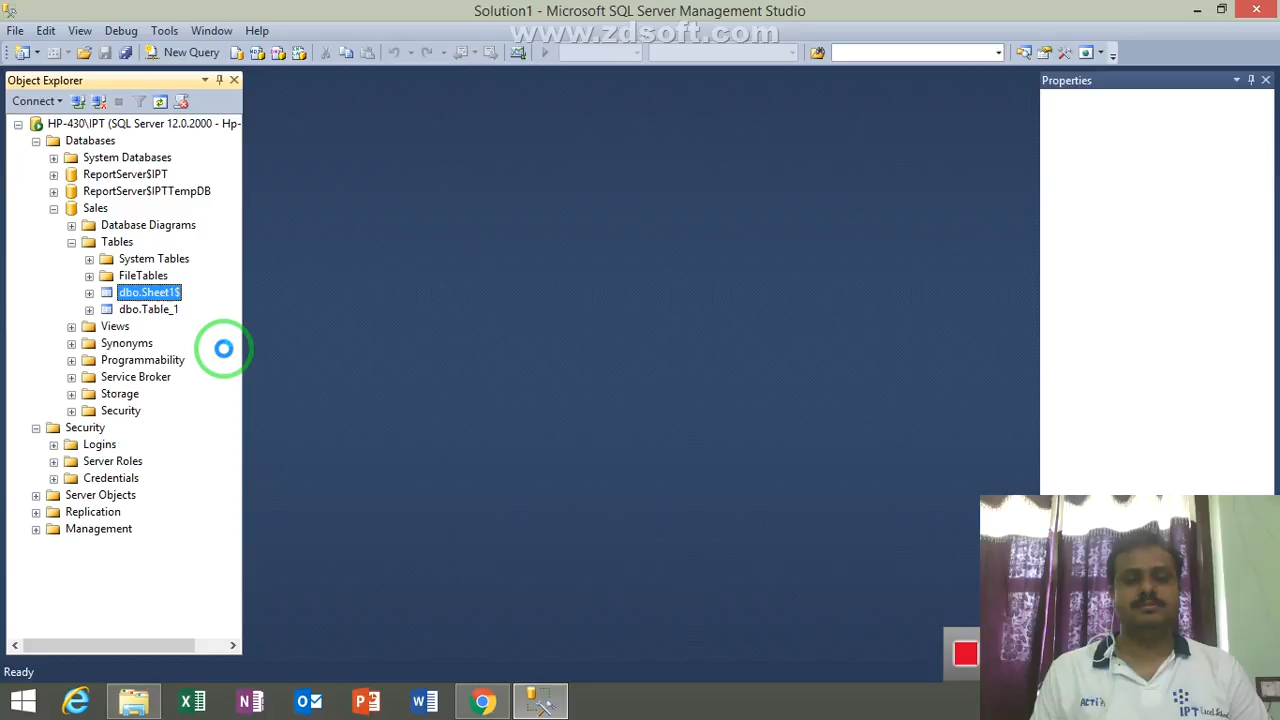 Solution1 - Microsoft SQL Server Management Studio
File Edit View Debug Tools Window Help
www.zdsoft.com
New Query
Object Explorer
Properties
Connect
HP-430\IPT (SQL Server 12.0.2000 - Hp-
Databases
System Databases
ReportServer$IPT
ReportServer$IPTTempDB
Sales
Database Diagrams
Tables
System Tables
FileTables
dbo.Sheet1$
dbo.Table_1
Views
Synonyms
Programmability
Service Broker
Storage
Security
Security
Logins
Server Roles
Credentials
Server Objects
Replication
Management
Ready
IPT